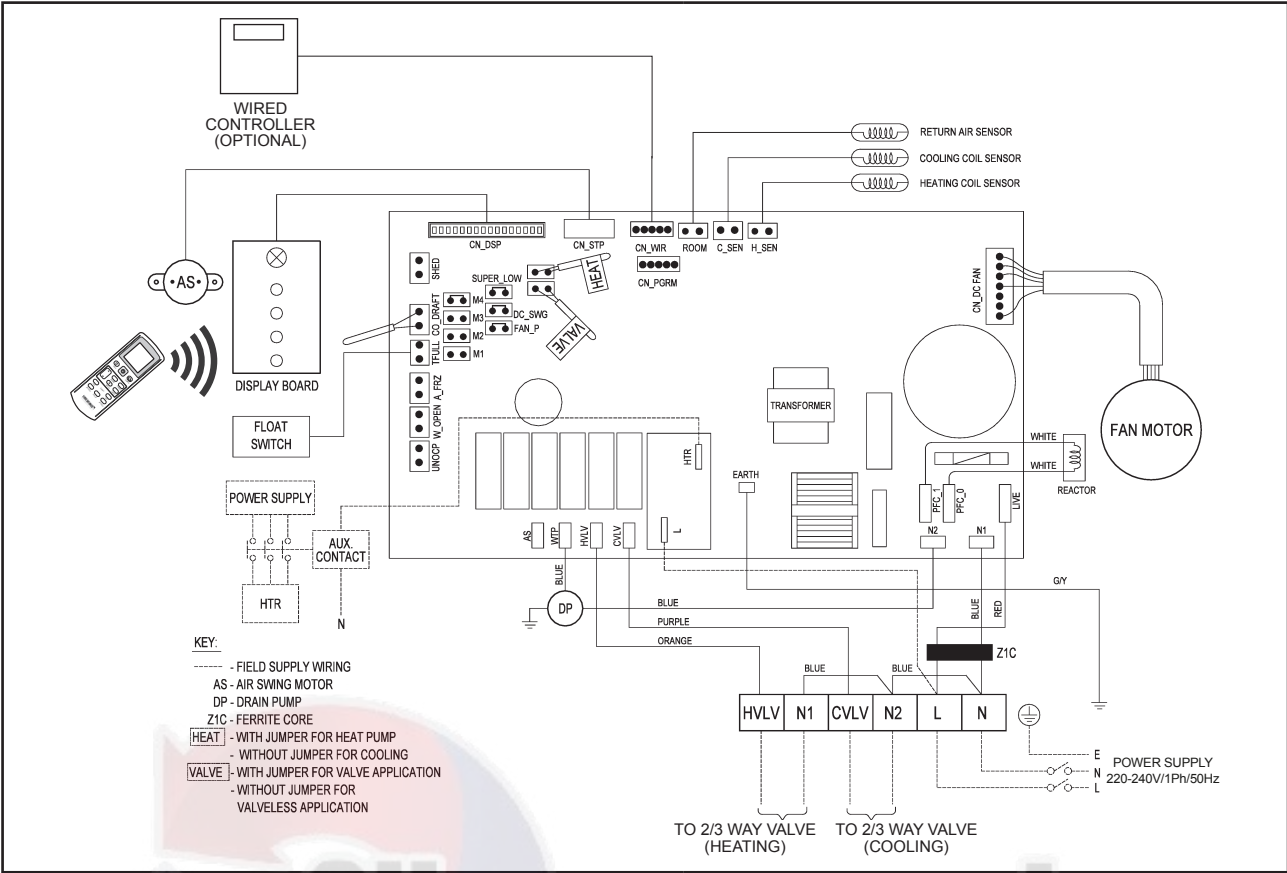 WIRED
CONTROLLER
(OPTIONAL)
RETURN AIR SENSOR
COOLING COIL SENSOR
HEATING COIL SENSOR
CN_DSP
CN_STP
CN_WIR
ROOM
C_SEN
H_SEN
CN_PGRM
SHED
SUPER_LOW
HEAT
VALVE
CN_DC FAN
AS
CO_DRAFT
M4
M3
M2
M1
DC_SWG
FAN_P
TFULL
DISPLAY BOARD
A_FRZ
W_OPEN
UNOCP
FLOAT
SWITCH
TRANSFORMER
FAN MOTOR
WHITE
WHITE
REACTOR
HTR
EARTH
PFC_1
PFC_0
LIVE
L
N2
N1
POWER SUPPLY
AUX.
CONTACT
HTR
N
AS
WTP
HVLV
CVLV
BLUE
DP
BLUE
PURPLE
ORANGE
G/Y
BLUE
RED
Z1C
BLUE
BLUE
HVLV
N1
CVLV
N2
L
N
KEY:
------ - FIELD SUPPLY WIRING
AS - AIR SWING MOTOR
DP - DRAIN PUMP
Z1C - FERRITE CORE
HEAT - WITH JUMPER FOR HEAT PUMP
- WITHOUT JUMPER FOR COOLING
VALVE - WITH JUMPER FOR VALVE APPLICATION
- WITHOUT JUMPER FOR
VALVELESS APPLICATION
E
N
L
POWER SUPPLY
220-240V/1Ph/50Hz
TO 2/3 WAY VALVE
(HEATING)
TO 2/3 WAY VALVE
(COOLING)